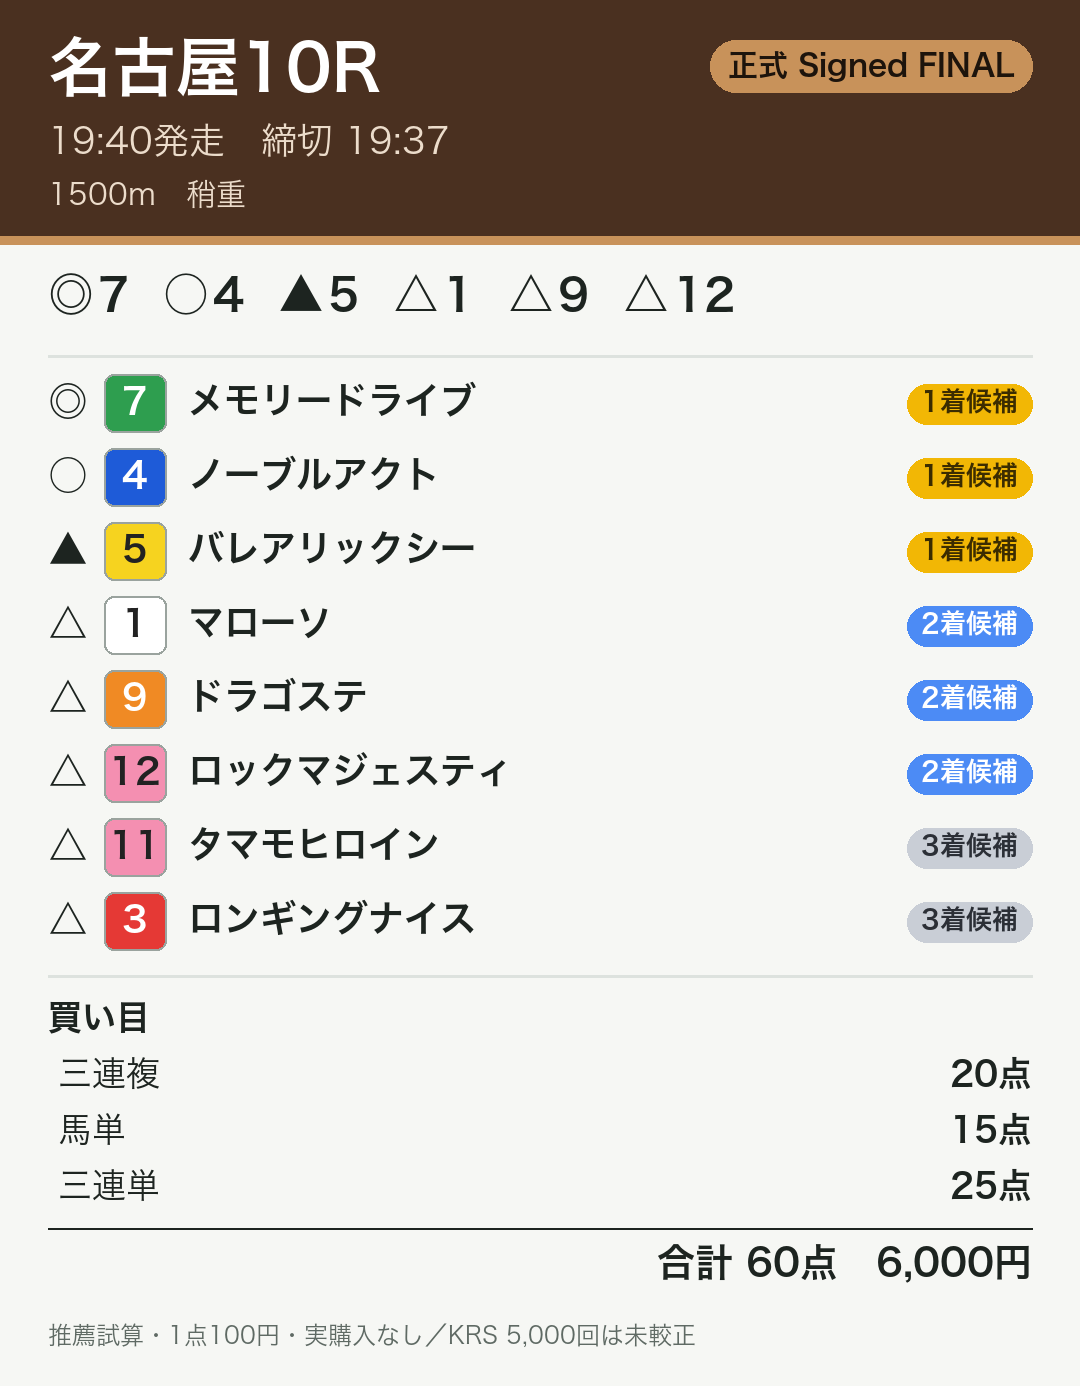 名古屋10R 正式 Signed FINAL
19:40発走　締切 19:37
1500m　稍重
◎7 ○4 ▲5 △1 △9 △12
◎ 7 メモリードライブ 1着候補
○ 4 ノーブルアクト 1着候補
▲ 5 バレアリックシー 1着候補
△ 1 マローソ 2着候補
△ 9 ドラゴステ 2着候補
△ 12 ロックマジェスティ 2着候補
△ 11 タマモヒロイン 3着候補
△ 3 ロンギングナイス 3着候補
買い目
三連複 20点
馬単 15点
三連単 25点
合計 60点　6,000円
推薦試算・1点100円・実購入なし／KRS 5,000回は未較正